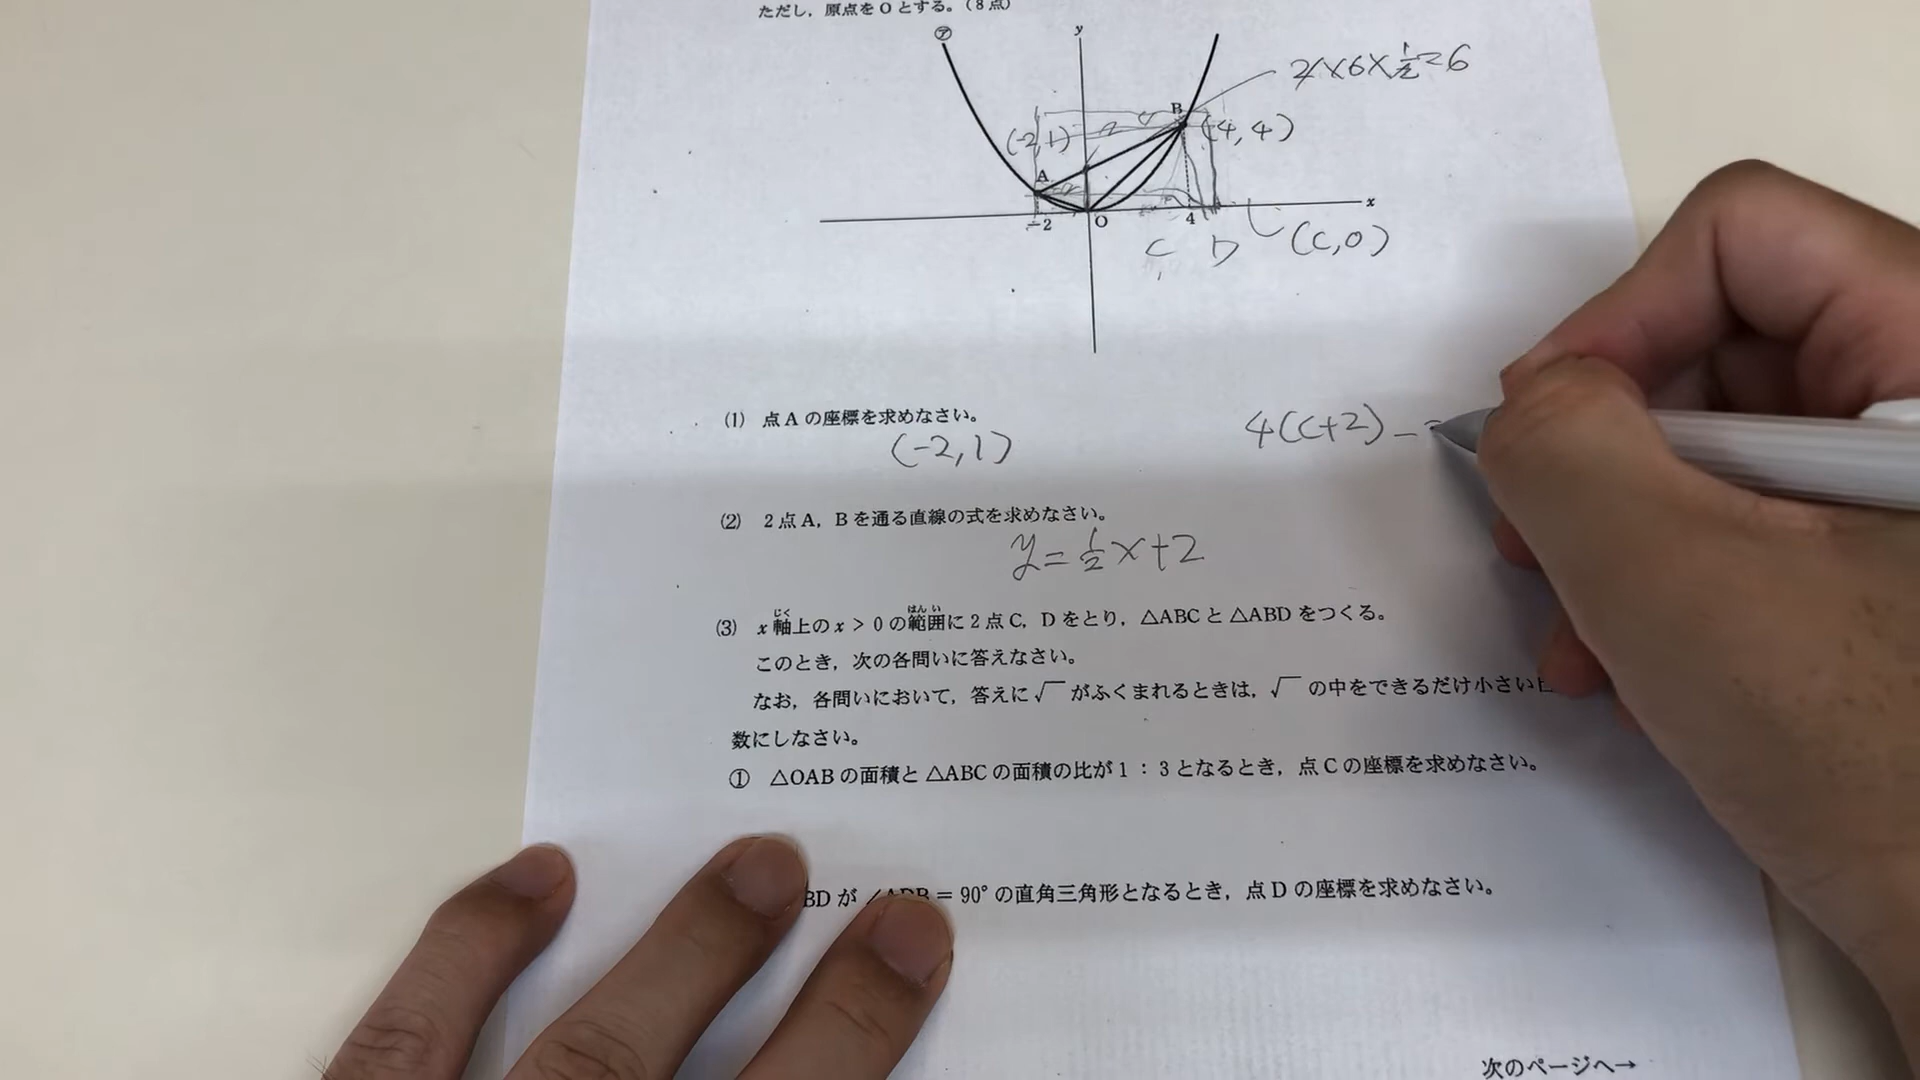 ただし，原点をOとする。（8点）
㋐
y
2×6×1/2=6
B
(-2,1)
(4,4)
A
x
-2
O
4
C
D
(C,0)
(1) 点Aの座標を求めなさい。
(-2,1)
4(C+2)-
(2) 2点A，Bを通る直線の式を求めなさい。
y=1/2x+2
(3) x軸上のx > 0の範囲に2点C，Dをとり，△ABCと△ABDをつくる。
じく
はんい
このとき，次の各問いに答えなさい。
なお，各問いにおいて，答えに√ がふくまれるときは，√ の中をできるだけ小さい
数にしなさい。
① △OABの面積と△ABCの面積の比が1：3となるとき，点Cの座標を求めなさい。
BDが∠ADB＝90°の直角三角形となるとき，点Dの座標を求めなさい。
次のページへ→